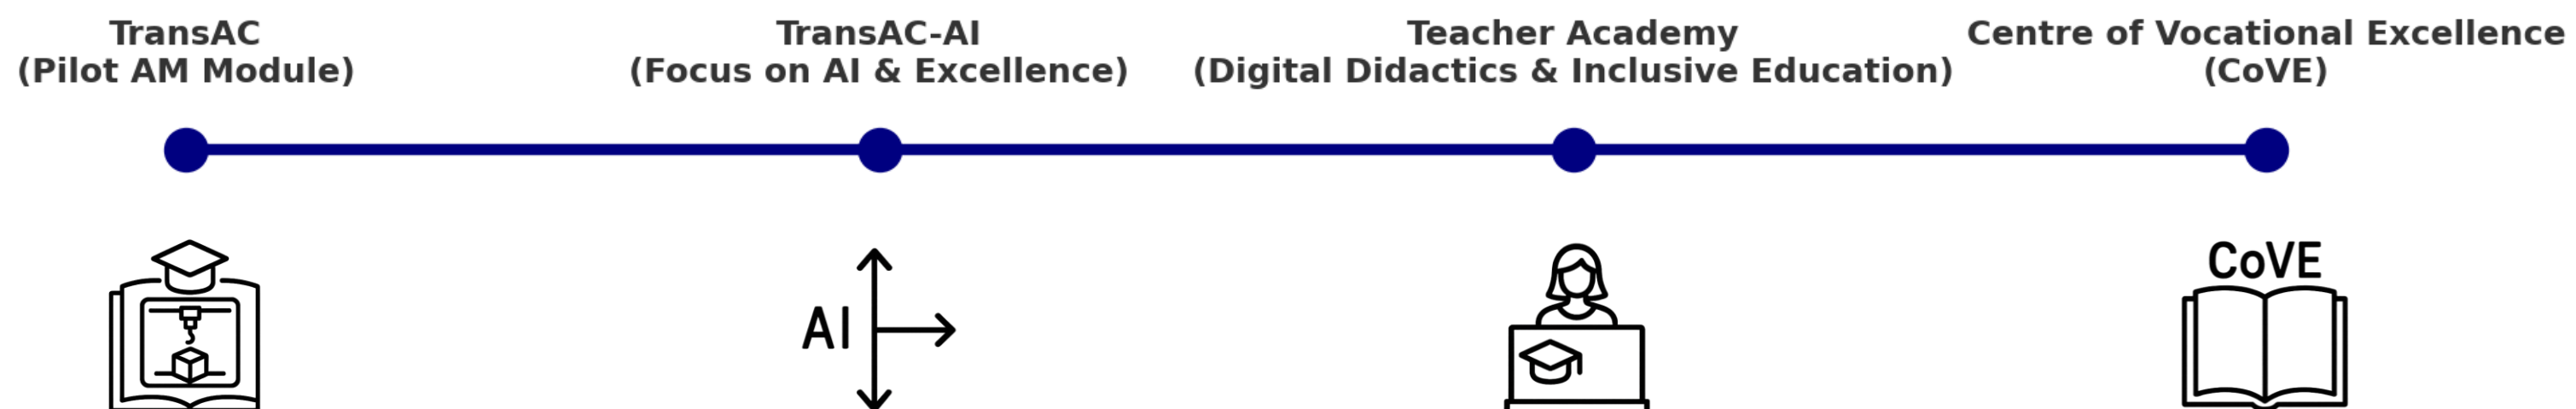 TransAC
(Pilot AM Module)
TransAC-AI
(Focus on AI & Excellence)
Teacher Academy
(Digital Didactics & Inclusive Education)
Centre of Vocational Excellence
(CoVE)
AI
CoVE